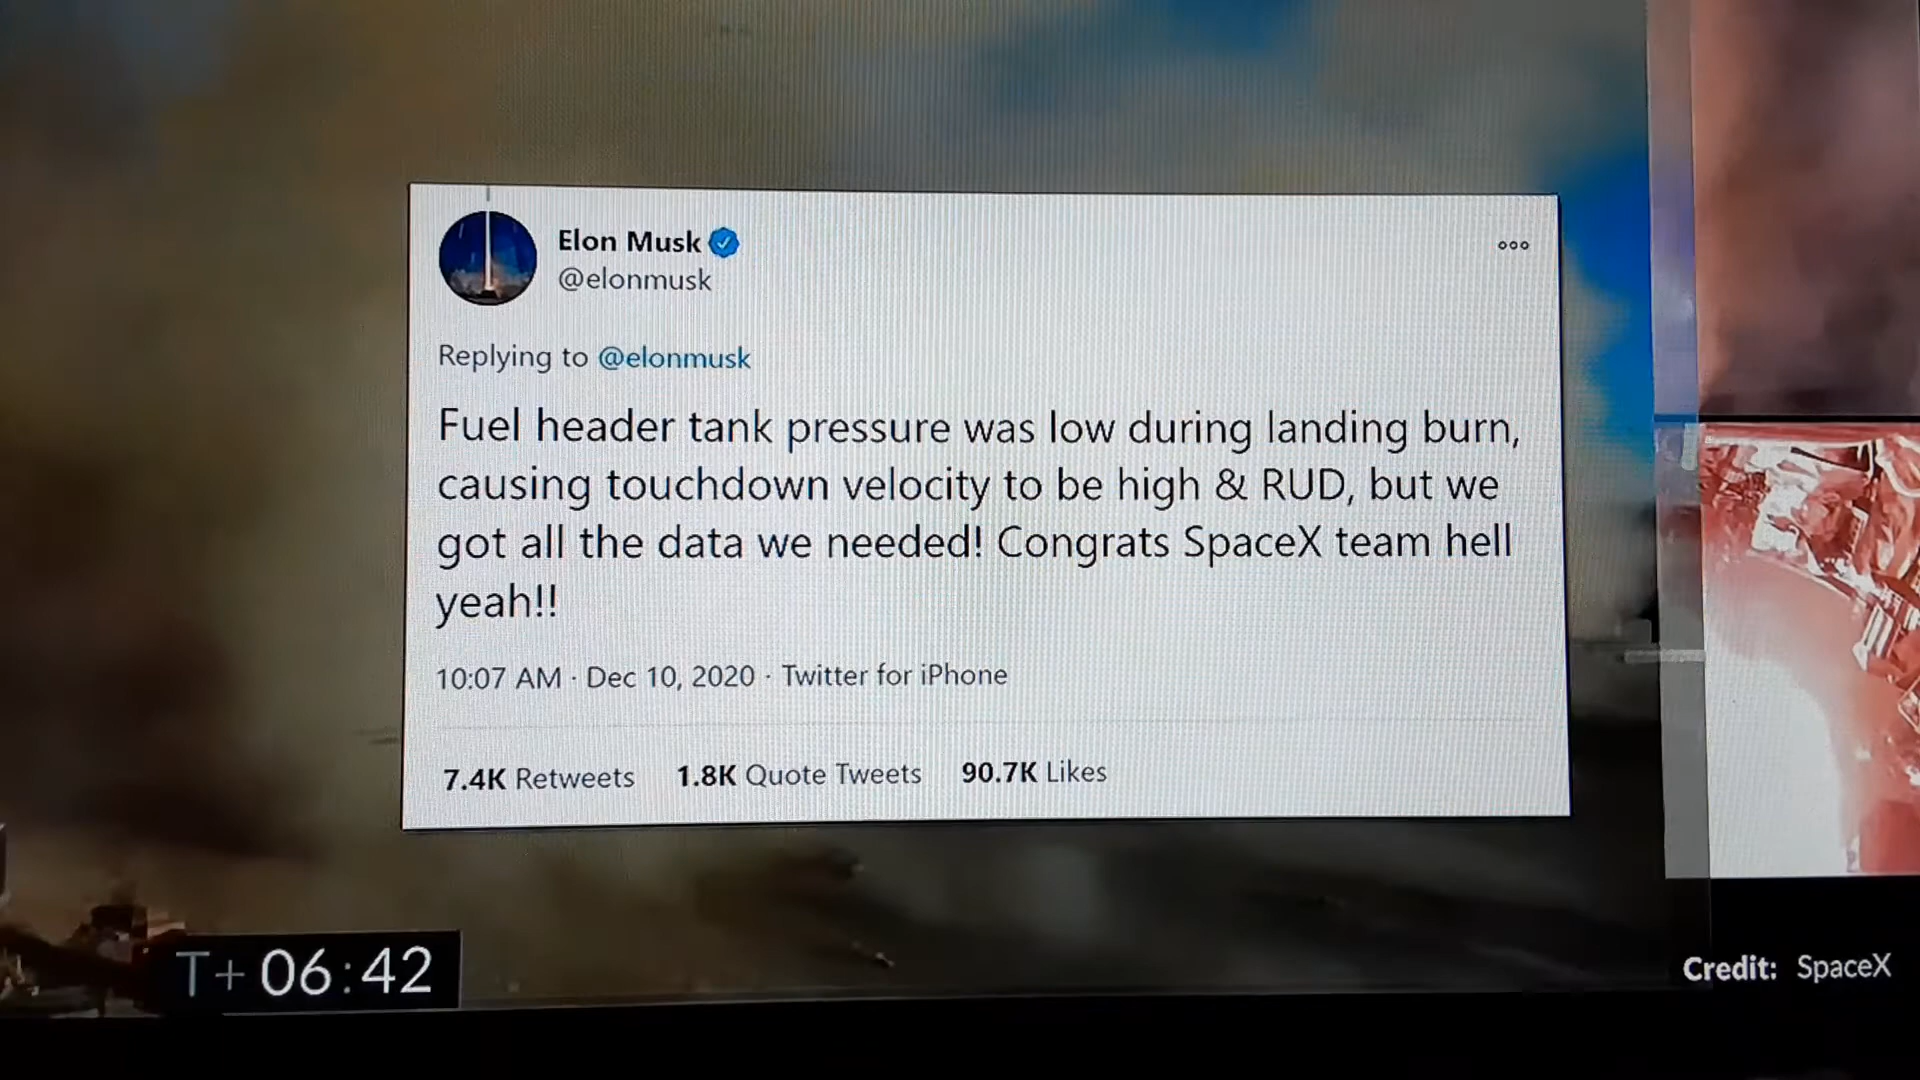 Elon Musk
@elonmusk
Replying to @elonmusk
Fuel header tank pressure was low during landing burn,
causing touchdown velocity to be high & RUD, but we
got all the data we needed! Congrats SpaceX team hell
yeah!!
10:07 AM · Dec 10, 2020 · Twitter for iPhone
7.4K Retweets 1.8K Quote Tweets 90.7K Likes
T+ 06:42
Credit: SpaceX